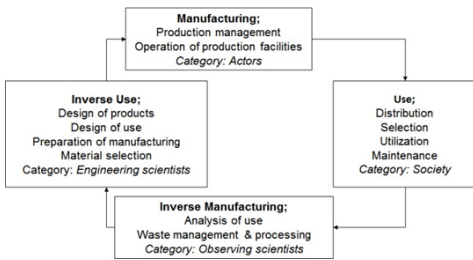 Manufacturing;
Production management
Operation of production facilities
Category: Actors
Inverse Use;
Design of products
Design of use
Preparation of manufacturing
Material selection
Category: Engineering scientists
Use;
Distribution
Selection
Utilization
Maintenance
Category: Society
Inverse Manufacturing;
Analysis of use
Waste management & processing
Category: Observing scientists